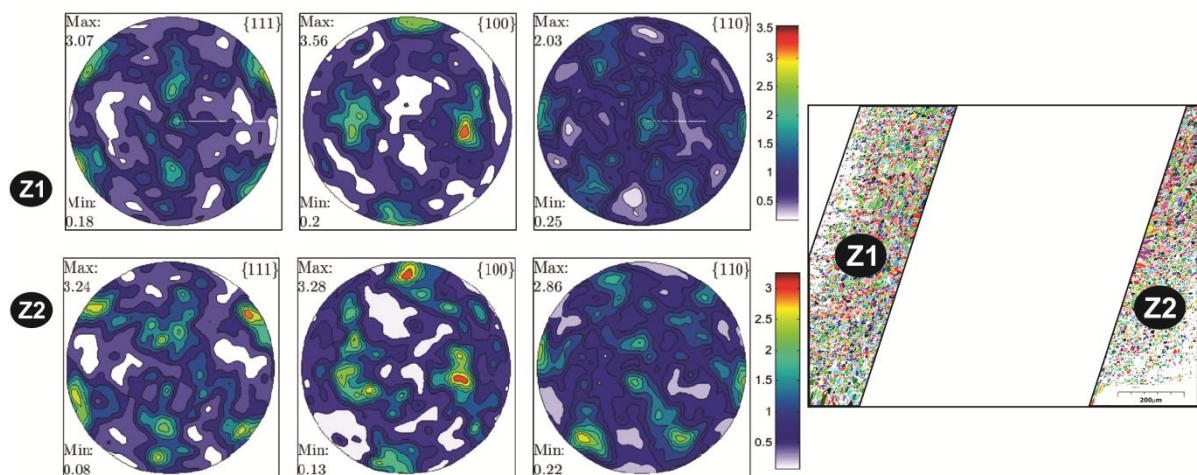 Max:
3.07
{111}
Min:
0.18
Max:
3.56
{100}
Min:
0.2
Max:
2.03
{110}
Min:
0.25
3.5
3
2.5
2
1.5
1
0.5
Z1
Max:
3.24
{111}
Min:
0.08
Max:
3.28
{100}
Min:
0.13
Max:
2.86
{110}
Min:
0.22
3
2.5
2
1.5
1
0.5
Z2
Z1
Z2
200μm